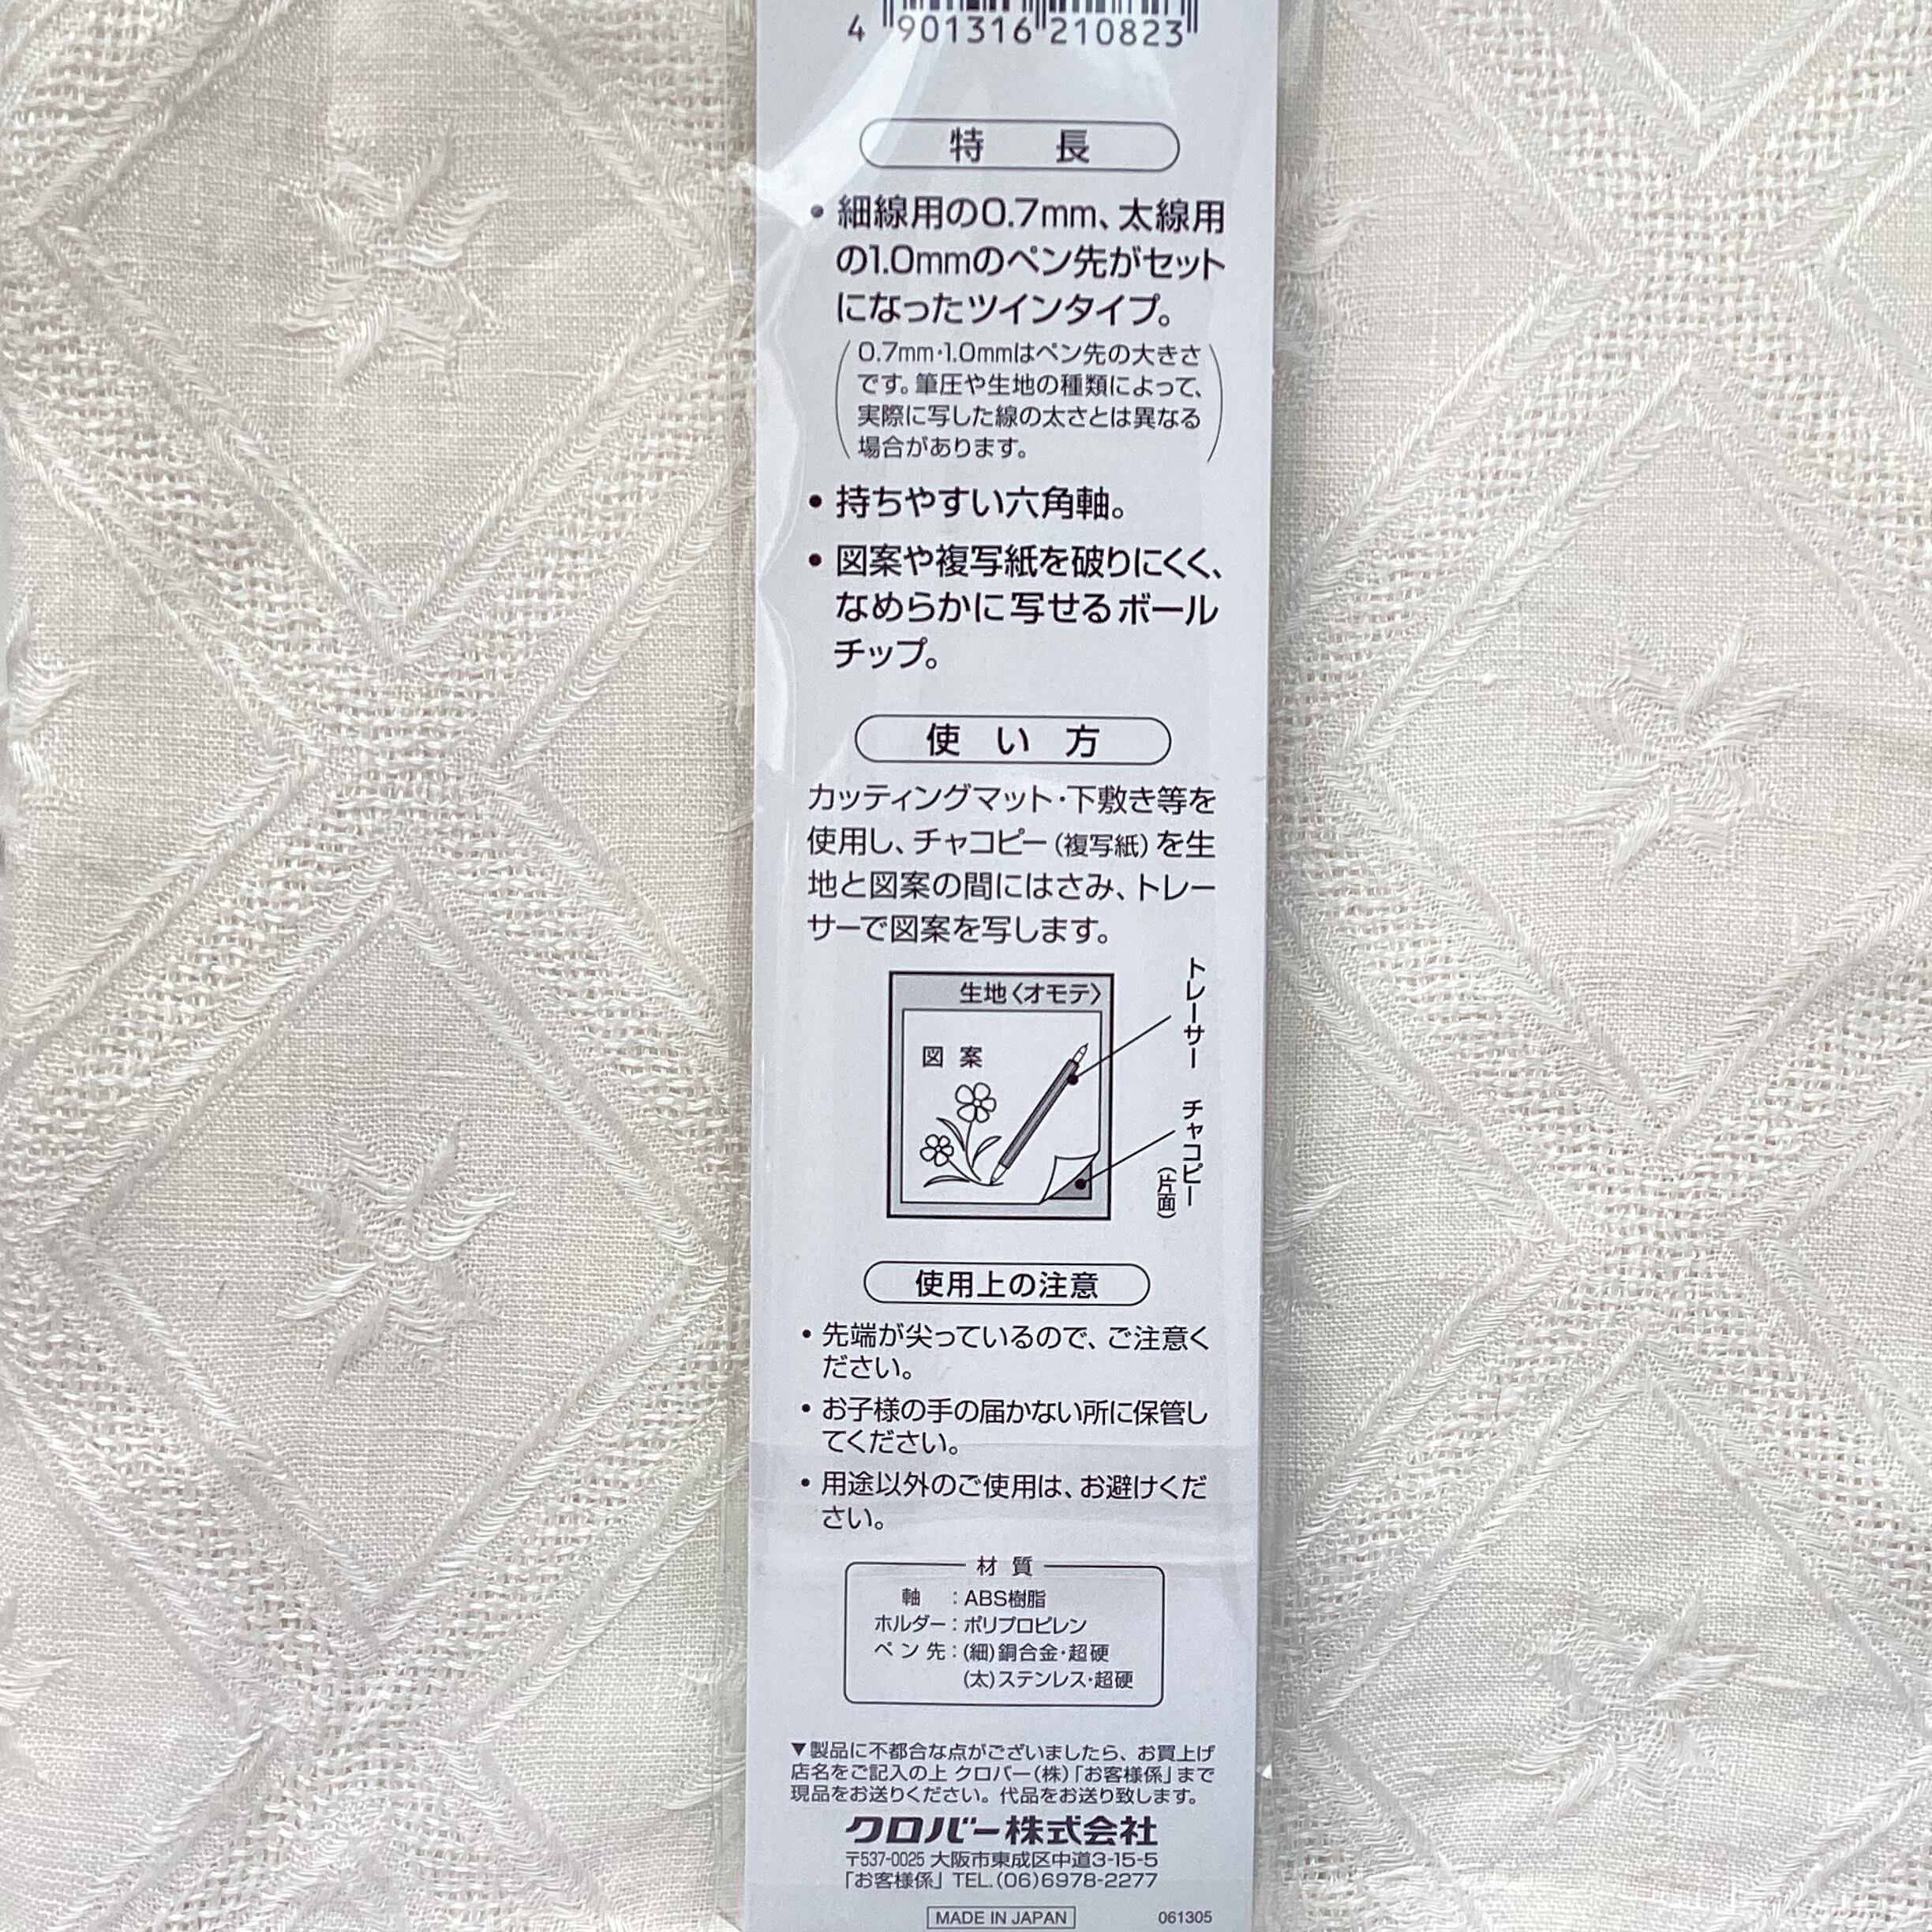 4 901316 210823
特長
• 細線用の0.7mm、太線用
の1.0mmのペン先がセット
になったツインタイプ。
(0.7mm・1.0mmはペン先の大きさ
です。筆圧や生地の種類によって、
実際に写した線の太さとは異なる
場合があります。)
• 持ちやすい六角軸。
• 図案や複写紙を破りにくく、
なめらかに写せるボール
チップ。
使い方
カッティングマット・下敷き等を
使用し、チャコピー(複写紙)を生
地と図案の間にはさみ、トレー
サーで図案を写します。
生地〈オモテ〉
図案
トレーサー
チャコピー
(片面)
使用上の注意
• 先端が尖っているので、ご注意く
ださい。
• お子様の手の届かない所に保管し
てください。
• 用途以外のご使用は、お避けくだ
さい。
材質
軸:ABS樹脂
ホルダー:ポリプロピレン
ペン先:(細)銅合金・超硬
(太)ステンレス・超硬
▼製品に不都合な点がございましたら、お買上げ
店名をご記入の上 クロバー(株)「お客様係」まで
現品をお送りください。代品をお送り致します。
クロバー株式会社
〒537-0025 大阪市東成区中道3-15-5
「お客様係」 TEL.(06)6978-2277
MADE IN JAPAN 061305